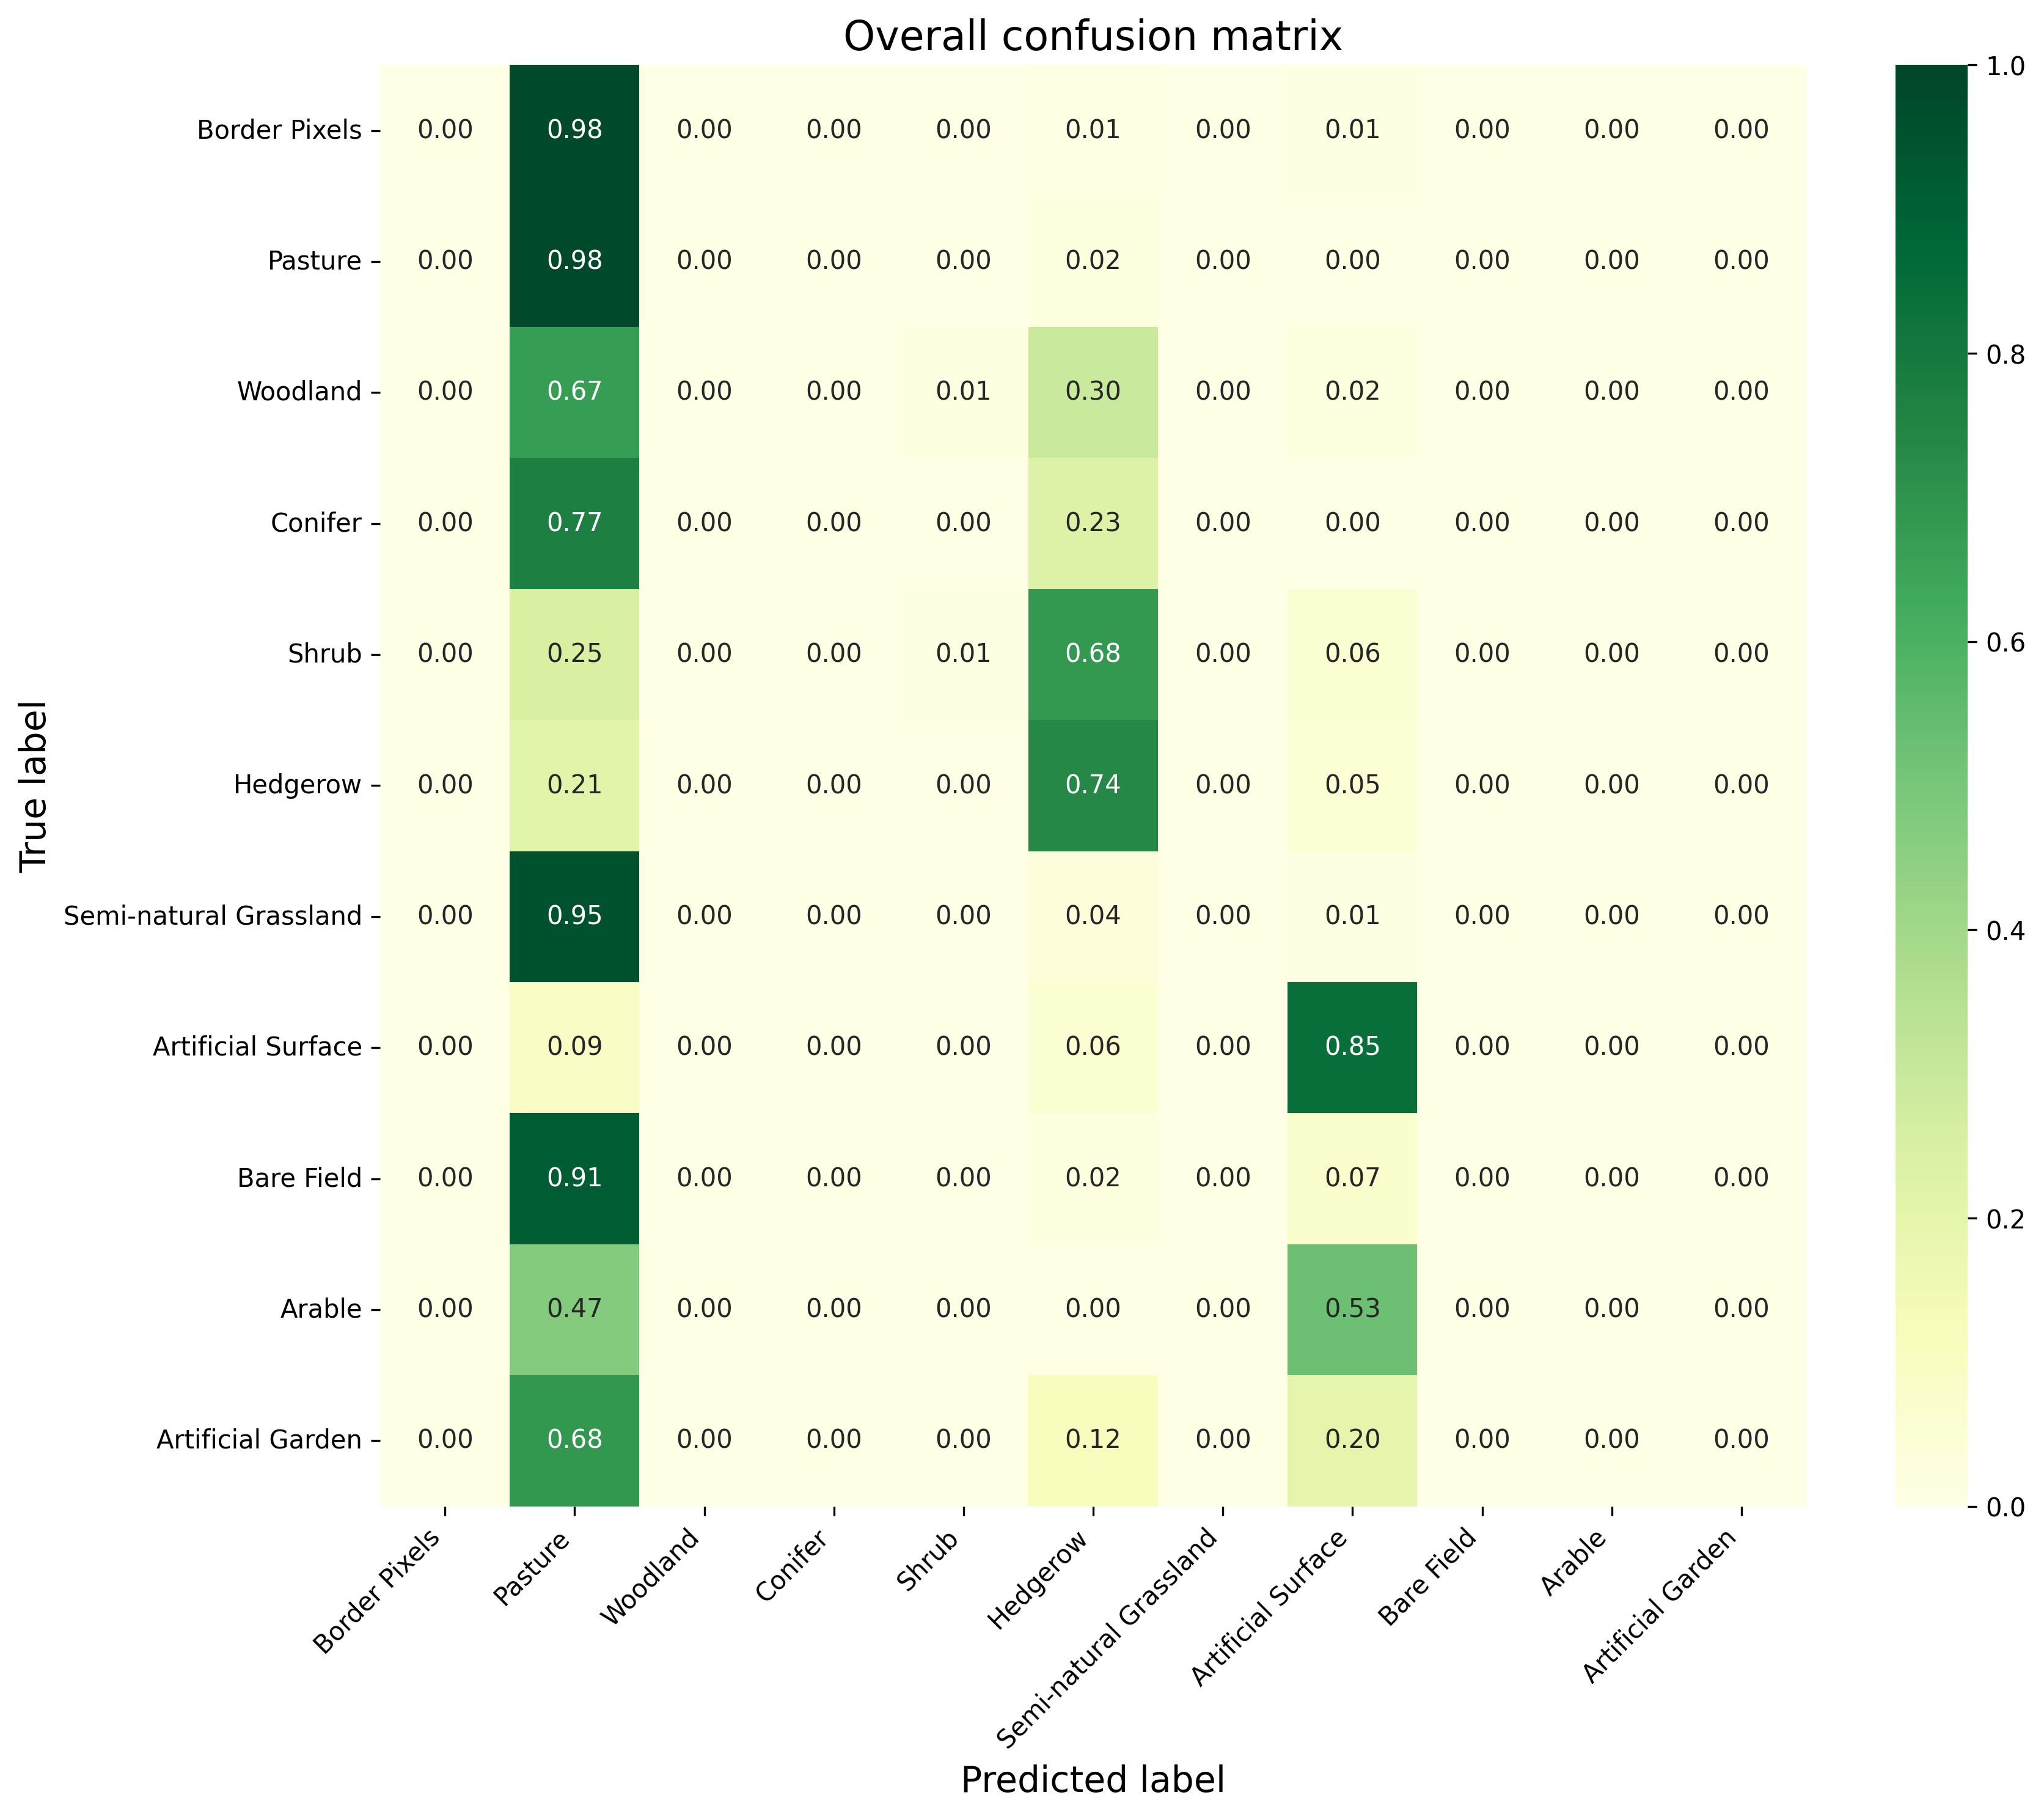 Overall confusion matrix
Border Pixels 0.00 0.98 0.00 0.00 0.00 0.01 0.00 0.01 0.00 0.00 0.00
Pasture 0.00 0.98 0.00 0.00 0.00 0.02 0.00 0.00 0.00 0.00 0.00
Woodland 0.00 0.67 0.00 0.00 0.01 0.30 0.00 0.02 0.00 0.00 0.00
Conifer 0.00 0.77 0.00 0.00 0.00 0.23 0.00 0.00 0.00 0.00 0.00
Shrub 0.00 0.25 0.00 0.00 0.01 0.68 0.00 0.06 0.00 0.00 0.00
Hedgerow 0.00 0.21 0.00 0.00 0.00 0.74 0.00 0.05 0.00 0.00 0.00
Semi-natural Grassland 0.00 0.95 0.00 0.00 0.00 0.04 0.00 0.01 0.00 0.00 0.00
Artificial Surface 0.00 0.09 0.00 0.00 0.00 0.06 0.00 0.85 0.00 0.00 0.00
Bare Field 0.00 0.91 0.00 0.00 0.00 0.02 0.00 0.07 0.00 0.00 0.00
Arable 0.00 0.47 0.00 0.00 0.00 0.00 0.00 0.53 0.00 0.00 0.00
Artificial Garden 0.00 0.68 0.00 0.00 0.00 0.12 0.00 0.20 0.00 0.00 0.00
True label
Border Pixels
Pasture
Woodland
Conifer
Shrub
Hedgerow
Semi-natural Grassland
Artificial Surface
Bare Field
Arable
Artificial Garden
Predicted label
1.0
0.8
0.6
0.4
0.2
0.0